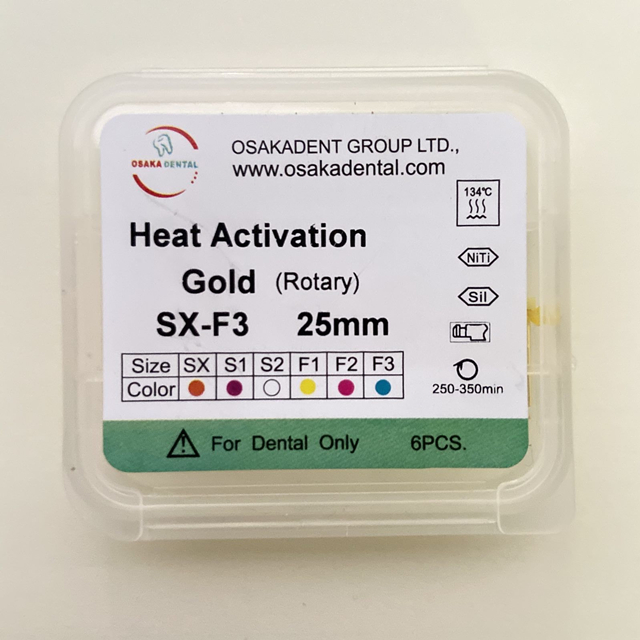 OSAKA DENTAL
OSAKADENT GROUP LTD.,
www.osakadental.com
134℃
Heat Activation
NiTi
Gold (Rotary)
Sil
SX-F3 25mm
Size SX S1 S2 F1 F2 F3
Color
250-350min
For Dental Only 6PCS.